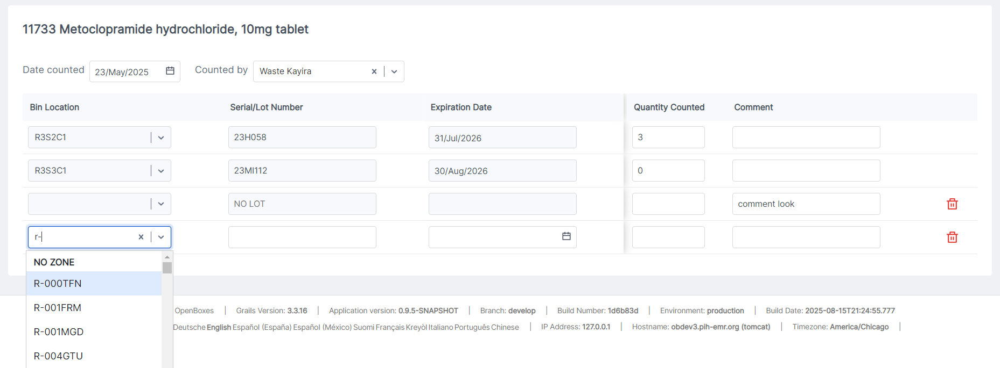 11733 Metoclopramide hydrochloride, 10mg tablet
Date counted 23/May/2025 Counted by Waste Kayira
Bin Location Serial/Lot Number Expiration Date Quantity Counted Comment
R3S2C1 23H058 31/Jul/2026 3
R3S3C1 23MI112 30/Aug/2026 0
NO LOT comment look
r-
NO ZONE
R-000TFN
R-001FRM
R-001MGD
R-004GTU
OpenBoxes | Grails Version: 3.3.16 | Application version: 0.9.5-SNAPSHOT | Branch: develop | Build Number: 1d6b83d | Environment: production | Build Date: 2025-08-15T21:24:55.777
Deutsche English Español (España) Español (México) Suomi Français Kreyòl Italiano Português Chinese | IP Address: 127.0.0.1 | Hostname: obdev3.pih-emr.org (tomcat) | Timezone: America/Chicago |